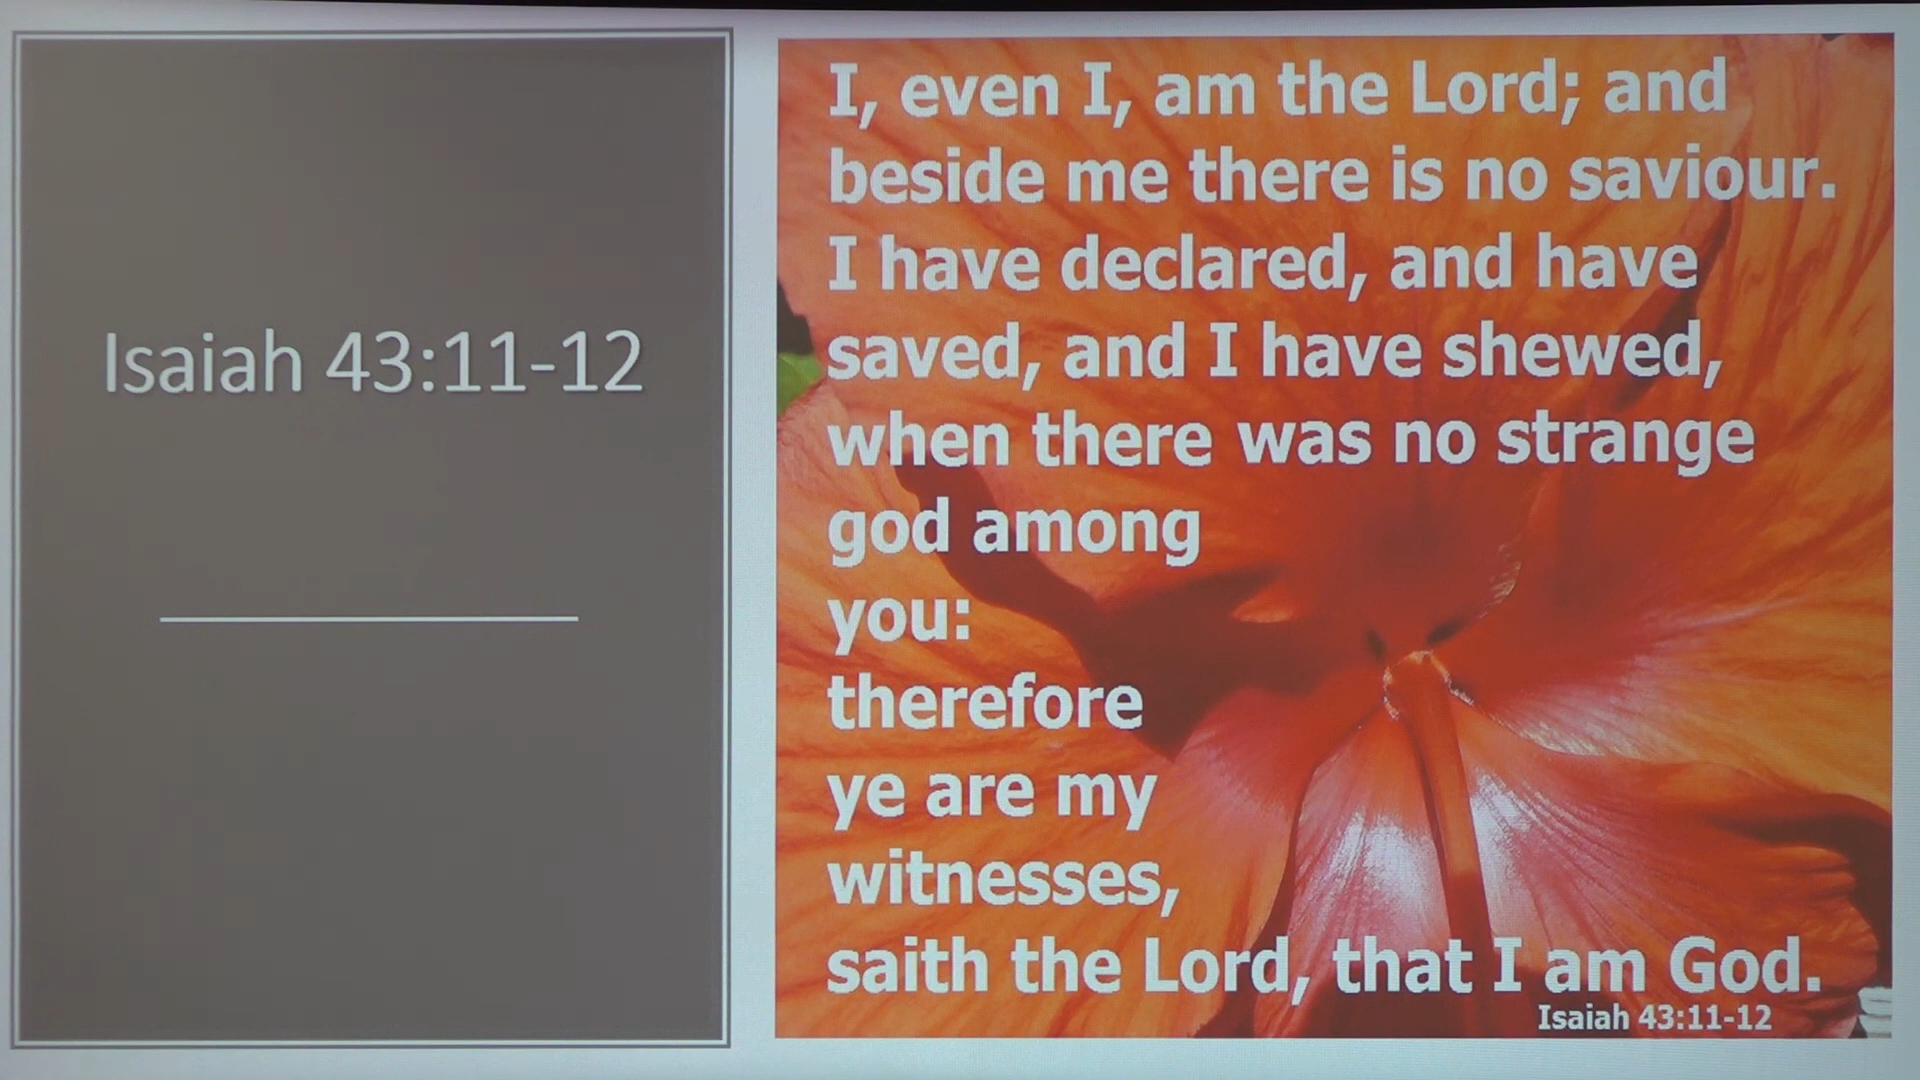 Isaiah 43:11-12
I, even I, am the Lord; and
beside me there is no saviour.
I have declared, and have
saved, and I have shewed,
when there was no strange
god among
you:
therefore
ye are my
witnesses,
saith the Lord, that I am God.
Isaiah 43:11-12